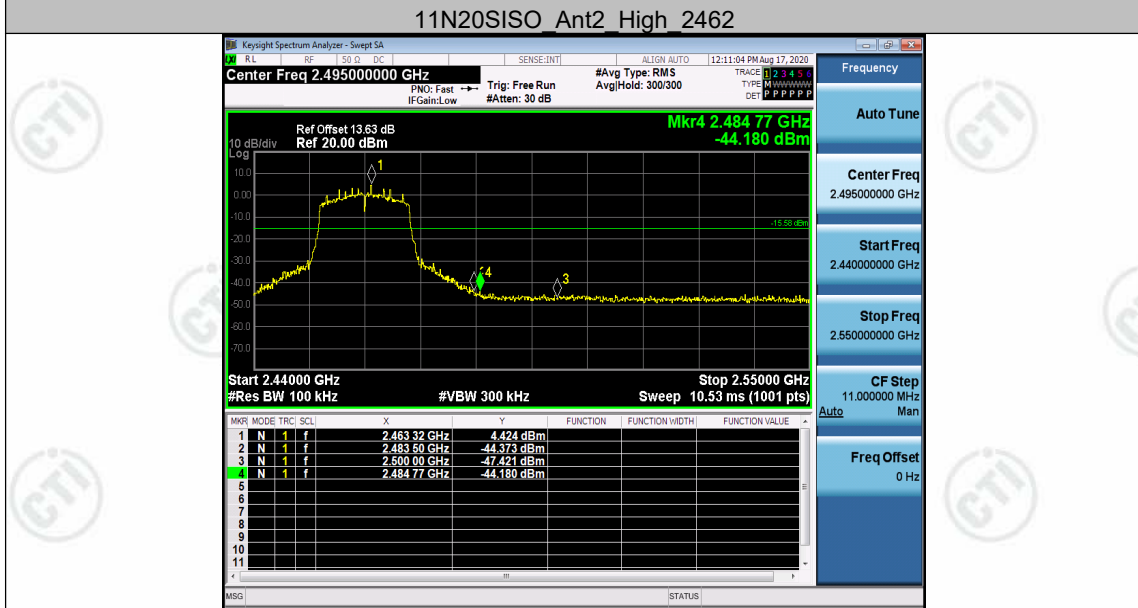 11N20SISO_Ant2_High_2462
Keysight Spectrum Analyzer - Swept SA
LXI RL RF 50 Ω DC SENSE:INT ALIGN AUTO 12:11:04 PM Aug 17, 2020
Center Freq 2.495000000 GHz
PNO: Fast
IFGain:Low
Trig: Free Run
#Atten: 30 dB
#Avg Type: RMS
Avg|Hold: 300/300
TRACE 1 2 3 4 5 6
TYPE M W W W W W
DET P P P P P P
Mkr4 2.484 77 GHz
-44.180 dBm
Ref Offset 13.63 dB
10 dB/div Ref 20.00 dBm
Log
10.0
0.00
-10.0
-20.0
-30.0
-40.0
-50.0
-60.0
-70.0
-15.58 dBm
1
4
3
Start 2.44000 GHz Stop 2.55000 GHz
#Res BW 100 kHz #VBW 300 kHz Sweep 10.53 ms (1001 pts)
MKR MODE TRC SCL X Y FUNCTION FUNCTION WIDTH FUNCTION VALUE
1 N 1 f 2.463 32 GHz 4.424 dBm
2 N 1 f 2.483 50 GHz -44.373 dBm
3 N 1 f 2.500 00 GHz -47.421 dBm
4 N 1 f 2.484 77 GHz -44.180 dBm
5
6
7
8
9
10
11
MSG STATUS
Frequency
Auto Tune
Center Freq
2.495000000 GHz
Start Freq
2.440000000 GHz
Stop Freq
2.550000000 GHz
CF Step
11.000000 MHz
Auto Man
Freq Offset
0 Hz
CTI
CTI
CTI
CTI
CTI